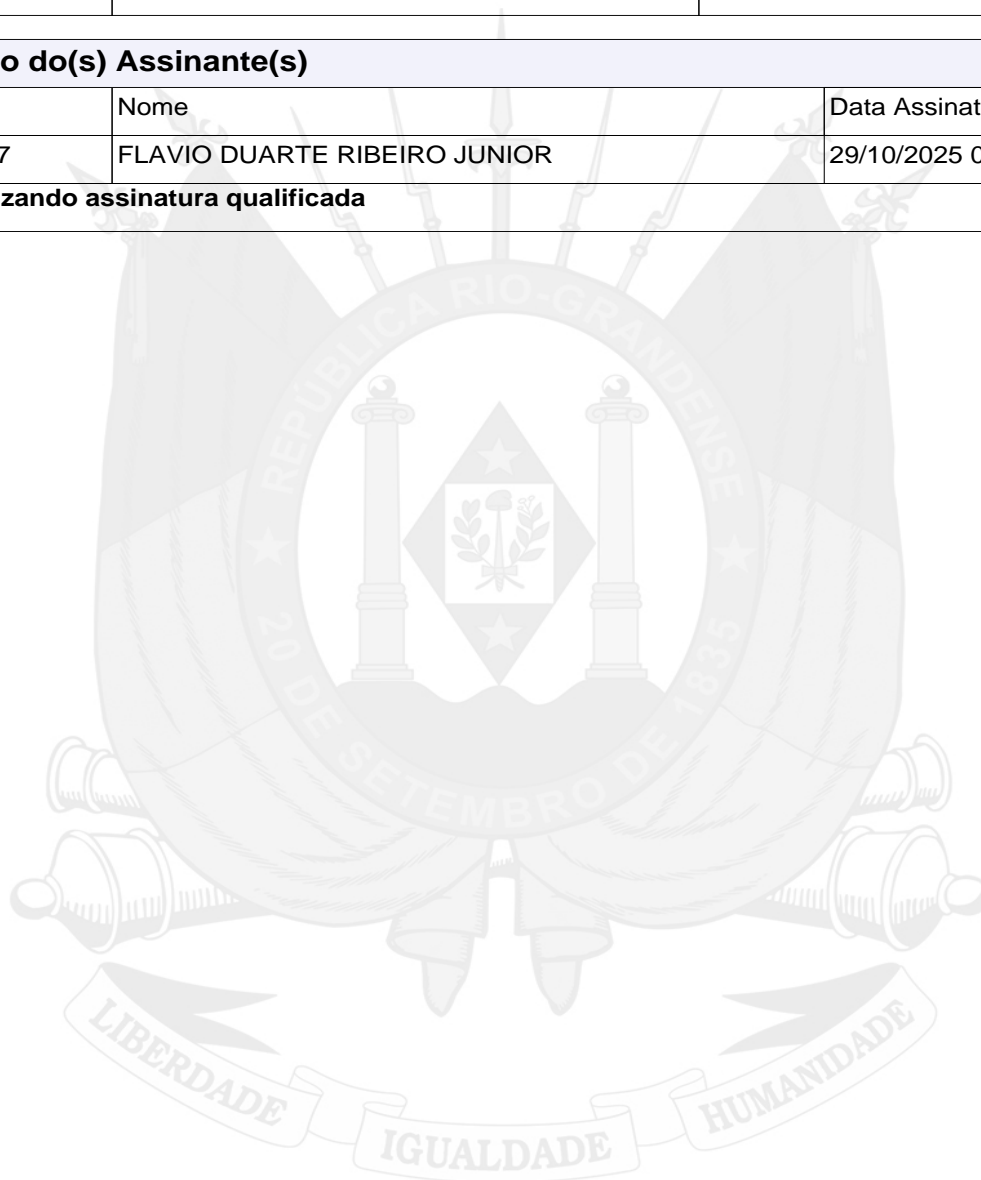 o do(s) Assinante(s)
Nome
Data Assinat
7
FLAVIO DUARTE RIBEIRO JUNIOR
29/10/2025 0
zando assinatura qualificada
REPÚBLICA RIO-GRANDENSE
20 DE SETEMBRO DE 1835
LIBERDADE
IGUALDADE
HUMANIDADE